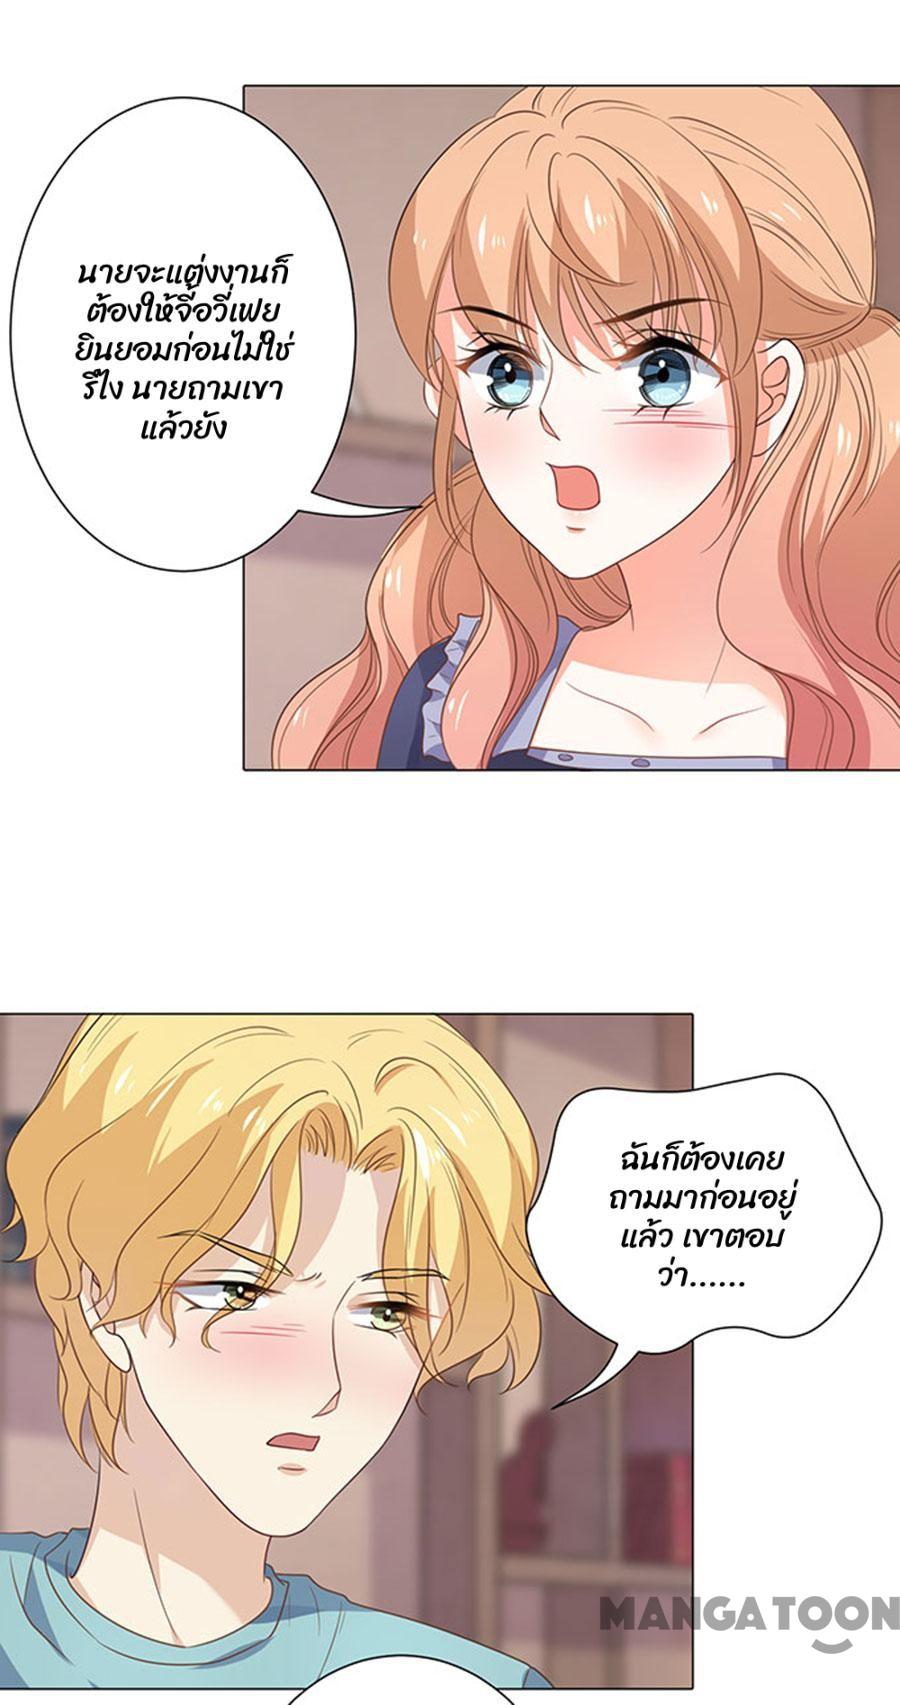 นายจะแต่งงานก็
ต้องให้จี้อวี่เฟย
ยินยอมก่อนไม่ใช่
รึไง นายถามเขา
แล้วยัง
ฉันก็ต้องเคย
ถามมาก่อนอยู่
แล้ว เขาตอบ
ว่า......
MANGATOON